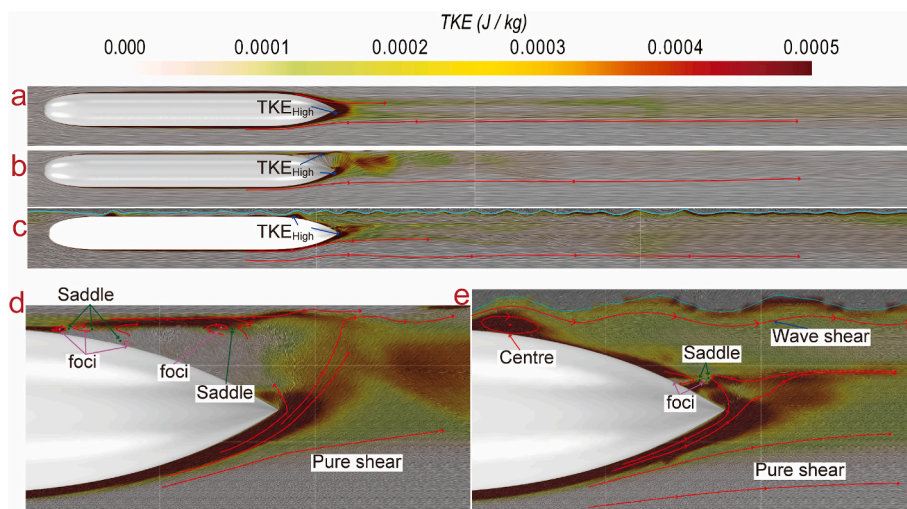 TKE (J / kg)
0.000 0.0001 0.0002 0.0003 0.0004 0.0005
a
TKEHigh
b
TKEHigh
c
TKEHigh
d
Saddle
foci
foci
Saddle
Pure shear
e
Centre
Saddle
foci
Wave shear
Pure shear